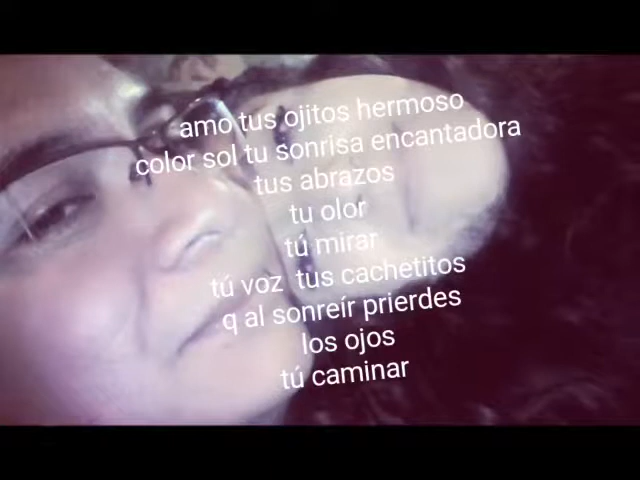 amo tus ojitos hermoso
color sol tu sonrisa encantadora
tus abrazos
tu olor
tú mirar
tú voz tus cachetitos
q al sonreír prierdes
los ojos
tú caminar